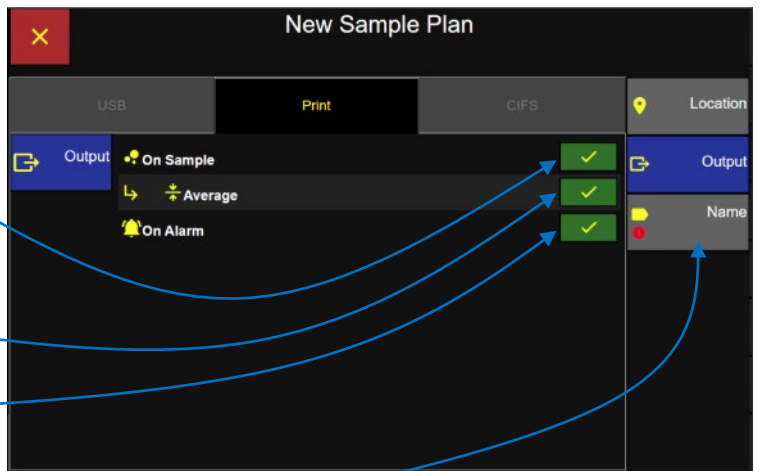 New Sample Plan
USB
Print
CIFS
Location
Output
Output
Name
On Sample
Average
On Alarm